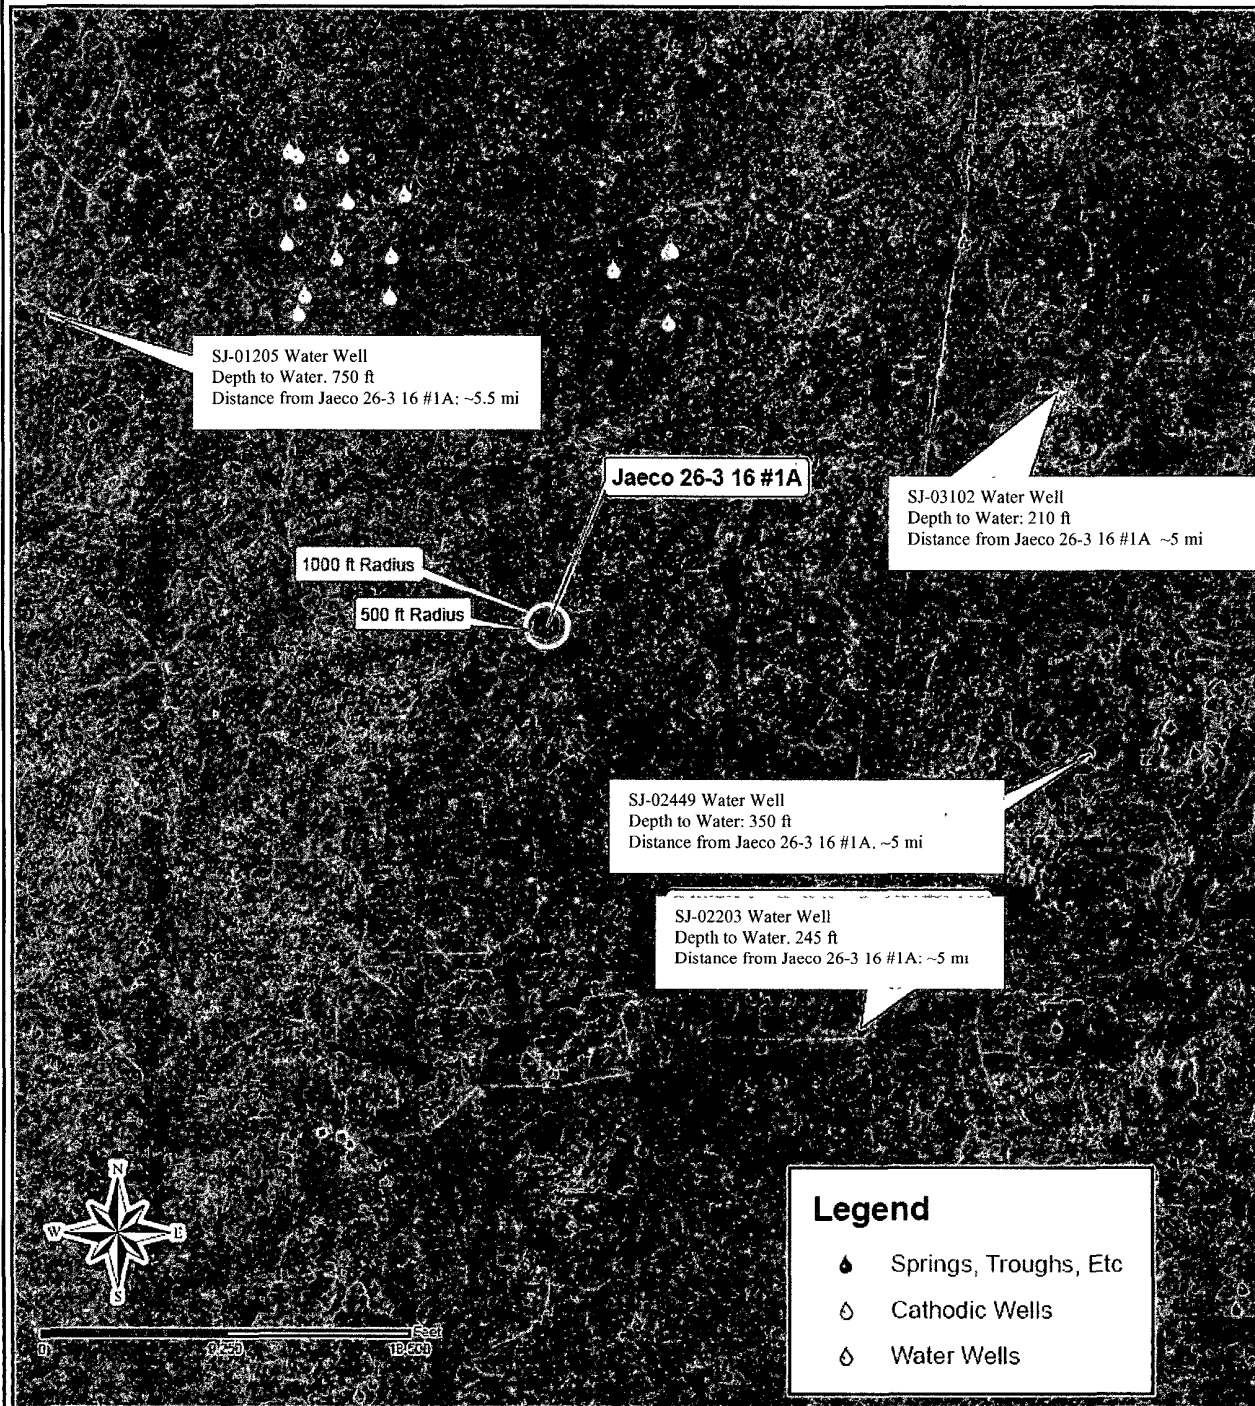 SJ-01205 Water Well
Depth to Water. 750 ft
Distance from Jaeco 26-3 16 #1A: ~5.5 mi
Jaeco 26-3 16 #1A
SJ-03102 Water Well
Depth to Water: 210 ft
Distance from Jaeco 26-3 16 #1A ~5 mi
1000 ft Radius
500 ft Radius
SJ-02449 Water Well
Depth to Water: 350 ft
Distance from Jaeco 26-3 16 #1A. ~5 mi
SJ-02203 Water Well
Depth to Water. 245 ft
Distance from Jaeco 26-3 16 #1A: ~5 mi
N
W E
S
Feet
0 9,250 18,500
Legend
Springs, Troughs, Etc
Cathodic Wells
Water Wells